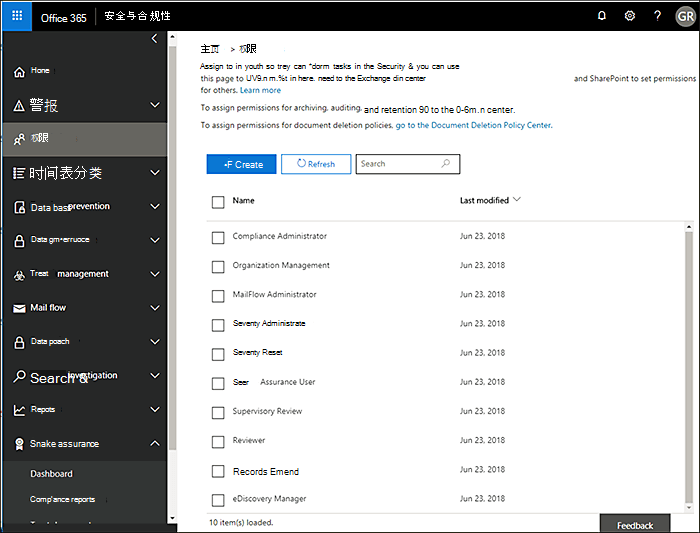 Office 365
安全与合规性
?
GR
Home
警报
权限
时间表分类
Data bast prevention
Data gm+erruoce
Treat management
Mail flow
Data poach
Search & investigation
Reports
Snake assurance
Dashboard
Comp'ance reports
主页 > 权限
Assign to in youth so trey can *dorm tasks in the Security & you can use
this page to UV9.n m.%t in here. need to the Exchange din center and SharePoint to set permissions
for others. Learn more
To assign permissions for archiving, auditing, and retention 90 to the 0-6m.n center.
To assign permissions for document deletion policies, go to the Document Deletion Policy Center.
•F Create
Refresh
Search
Name Last modified
Compliance Administrator Jun 23, 2018
Organization Management Jun 23, 2018
MailFlow Administrator Jun 23, 2018
Seventy Administrate Jun 23, 2018
Seventy Reset Jun 23, 2018
Seer Assurance User Jun 23, 2018
Supervisory Review Jun 23, 2018
Reviewer Jun 23, 2018
Records Emend Jun 23, 2018
eDiscovery Manager Jun 23, 2018
10 item(s) loaded.
Feedback